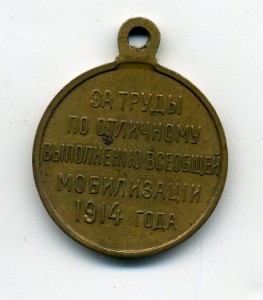 ЗА ТРУДЫ
ПО ОТЛИЧНОМУ
ВЫПОЛНЕНІЮ ВСЕОБЩЕЙ
МОБИЛИЗАЦІИ
1914 ГОДА